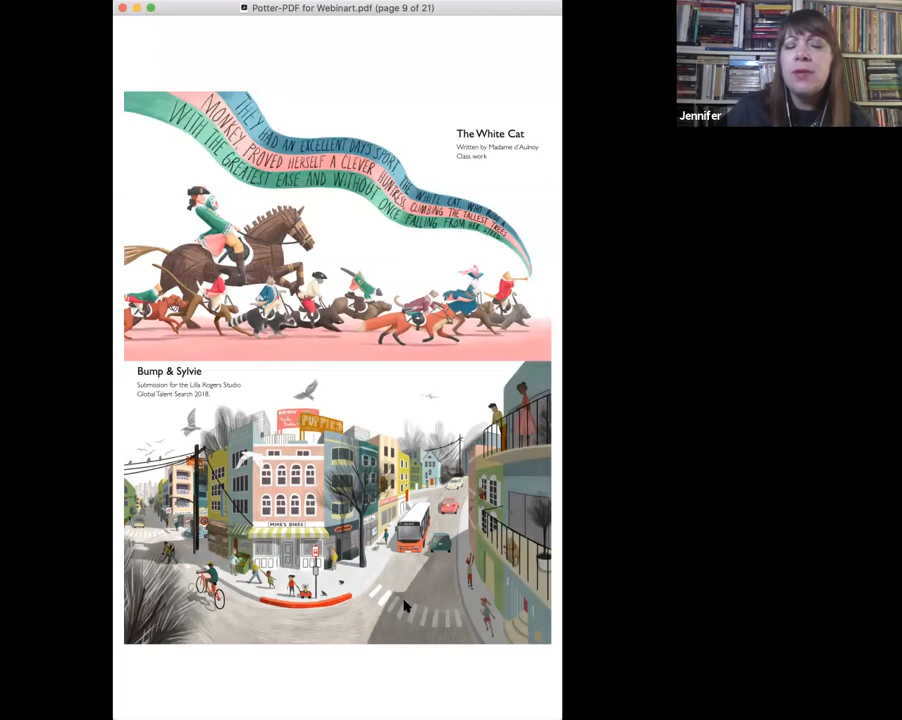 Potter-PDF for Webinart.pdf (page 9 of 21)
Jennifer
THEY HAD AN EXCELLENT DAY'S SPORT. THE WHITE CAT, WHO RODE A
MONKEY, PROVED HERSELF A CLEVER HUNTRESS, CLIMBING THE TALLEST TREES
WITH THE GREATEST EASE AND WITHOUT ONCE FALLING FROM HER STEED.
The White Cat
Written by Madame d'Aulnoy
Class work
Bump & Sylvie
Submission for the Lilla Rogers Studio
Global Talent Search 2018.
PUPPIES
MIKE'S BIKES